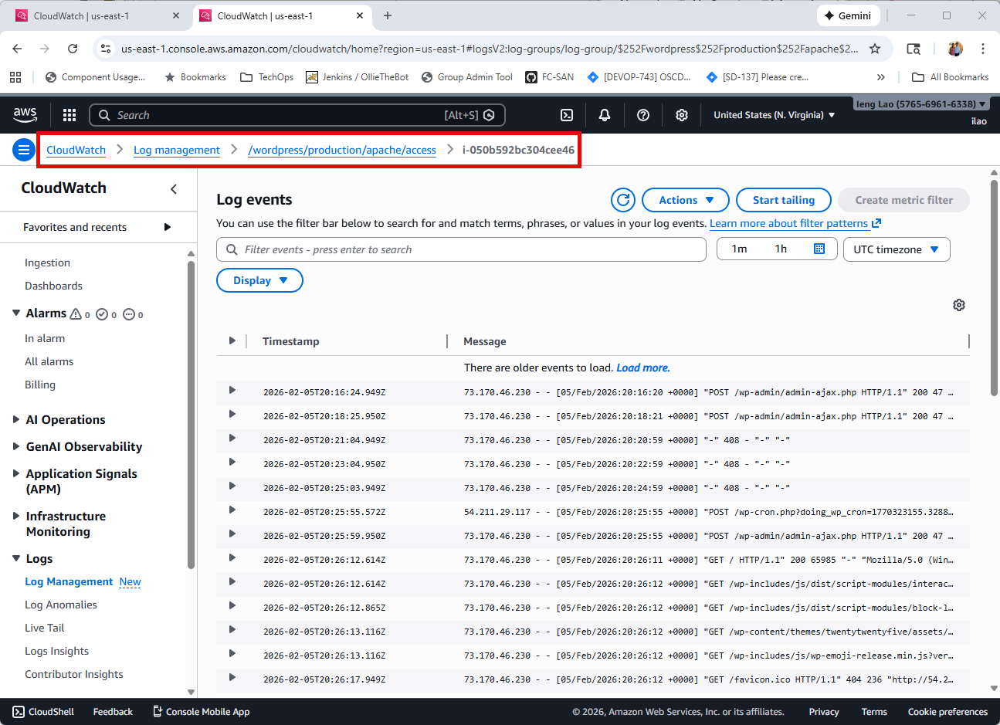 CloudWatch | us-east-1
CloudWatch | us-east-1
Gemini
us-east-1.console.aws.amazon.com/cloudwatch/home?region=us-east-1#logsV2:log-groups/log-group/$252Fwordpress$252Fproduction$252Fapache$2...
Component Usage...
Bookmarks
TechOps
Jenkins / OllieTheBot
Group Admin Tool
FC-SAN
[DEVOP-743] OSCD...
[SD-137] Please cre...
All Bookmarks
aws
Search
[Alt+S]
United States (N. Virginia)
Ieng Lao (5765-6961-6338)
ilao
CloudWatch
Log management
/wordpress/production/apache/access
i-050b592bc304cee46
CloudWatch
Favorites and recents
Ingestion
Dashboards
Alarms 0 0 0
In alarm
All alarms
Billing
AI Operations
GenAI Observability
Application Signals
(APM)
Infrastructure
Monitoring
Logs
Log Management New
Log Anomalies
Live Tail
Logs Insights
Contributor Insights
Log events
Actions
Start tailing
Create metric filter
You can use the filter bar below to search for and match terms, phrases, or values in your log events. Learn more about filter patterns
Filter events - press enter to search
1m
1h
UTC timezone
Display
Timestamp
Message
There are older events to load. Load more.
2026-02-05T20:16:24.949Z 73.170.46.230 - - [05/Feb/2026:20:16:20 +0000] "POST /wp-admin/admin-ajax.php HTTP/1.1" 200 47 …
2026-02-05T20:18:25.950Z 73.170.46.230 - - [05/Feb/2026:20:18:21 +0000] "POST /wp-admin/admin-ajax.php HTTP/1.1" 200 47 …
2026-02-05T20:21:04.949Z 73.170.46.230 - - [05/Feb/2026:20:20:59 +0000] "-" 408 - "-" "-"
2026-02-05T20:23:04.950Z 73.170.46.230 - - [05/Feb/2026:20:22:59 +0000] "-" 408 - "-" "-"
2026-02-05T20:25:03.949Z 73.170.46.230 - - [05/Feb/2026:20:24:59 +0000] "-" 408 - "-" "-"
2026-02-05T20:25:55.572Z 54.211.29.117 - - [05/Feb/2026:20:25:55 +0000] "POST /wp-cron.php?doing_wp_cron=1770323155.3288…
2026-02-05T20:25:59.950Z 73.170.46.230 - - [05/Feb/2026:20:25:55 +0000] "POST /wp-admin/admin-ajax.php HTTP/1.1" 200 47 …
2026-02-05T20:26:12.614Z 73.170.46.230 - - [05/Feb/2026:20:26:11 +0000] "GET / HTTP/1.1" 200 65985 "-" "Mozilla/5.0 (Win…
2026-02-05T20:26:12.614Z 73.170.46.230 - - [05/Feb/2026:20:26:12 +0000] "GET /wp-includes/js/dist/script-modules/interac…
2026-02-05T20:26:12.865Z 73.170.46.230 - - [05/Feb/2026:20:26:12 +0000] "GET /wp-includes/js/dist/script-modules/block-l…
2026-02-05T20:26:13.116Z 73.170.46.230 - - [05/Feb/2026:20:26:12 +0000] "GET /wp-content/themes/twentytwentyfive/assets/…
2026-02-05T20:26:13.116Z 73.170.46.230 - - [05/Feb/2026:20:26:12 +0000] "GET /wp-includes/js/wp-emoji-release.min.js?ver…
2026-02-05T20:26:17.949Z 73.170.46.230 - - [05/Feb/2026:20:26:12 +0000] "GET /favicon.ico HTTP/1.1" 404 236 "http://54.2…
CloudShell
Feedback
Console Mobile App
© 2026, Amazon Web Services, Inc. or its affiliates.
Privacy
Terms
Cookie preferences